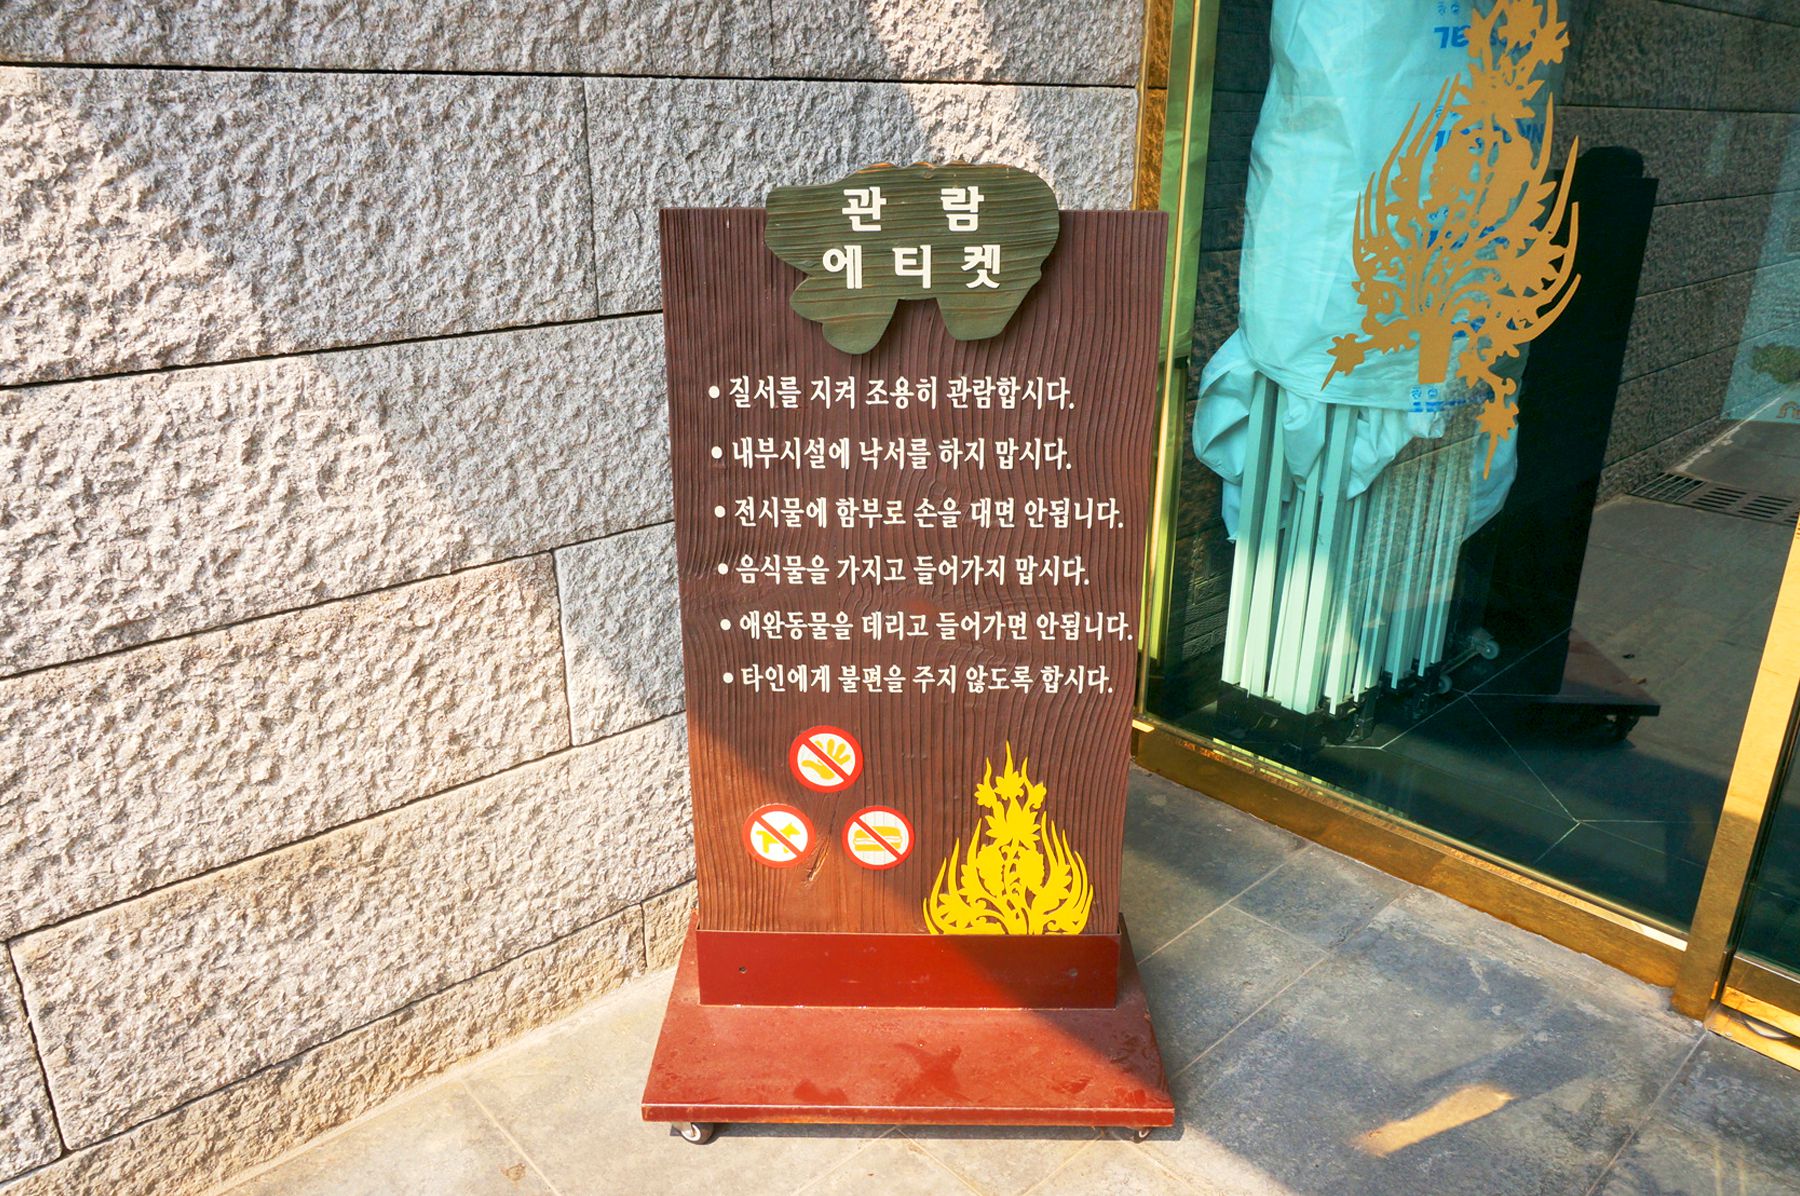 관 람
에티켓
• 질서를 지켜 조용히 관람합시다.
• 내부시설에 낙서를 하지 맙시다.
• 전시물에 함부로 손을 대면 안됩니다.
• 음식물을 가지고 들어가지 맙시다.
• 애완동물을 데리고 들어가면 안됩니다.
• 타인에게 불편을 주지 않도록 합시다.